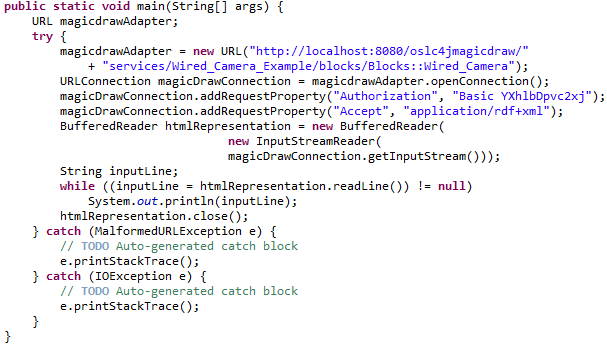 public static void main(String[] args) {
    URL magicdrawAdapter;
    try {
        magicdrawAdapter = new URL("http://localhost:8080/oslc4jmagicdraw/"
            + "services/Wired_Camera_Example/blocks/Blocks::Wired_Camera");
        URLConnection magicDrawConnection = magicdrawAdapter.openConnection();
        magicDrawConnection.addRequestProperty("Authorization", "Basic YXhlbDpvc2xj");
        magicDrawConnection.addRequestProperty("Accept", "application/rdf+xml");
        BufferedReader htmlRepresentation = new BufferedReader(
                                new InputStreamReader(
                                magicDrawConnection.getInputStream()));
        String inputLine;
        while ((inputLine = htmlRepresentation.readLine()) != null)
            System.out.println(inputLine);
        htmlRepresentation.close();
    } catch (MalformedURLException e) {
        // TODO Auto-generated catch block
        e.printStackTrace();
    } catch (IOException e) {
        // TODO Auto-generated catch block
        e.printStackTrace();
    }
}